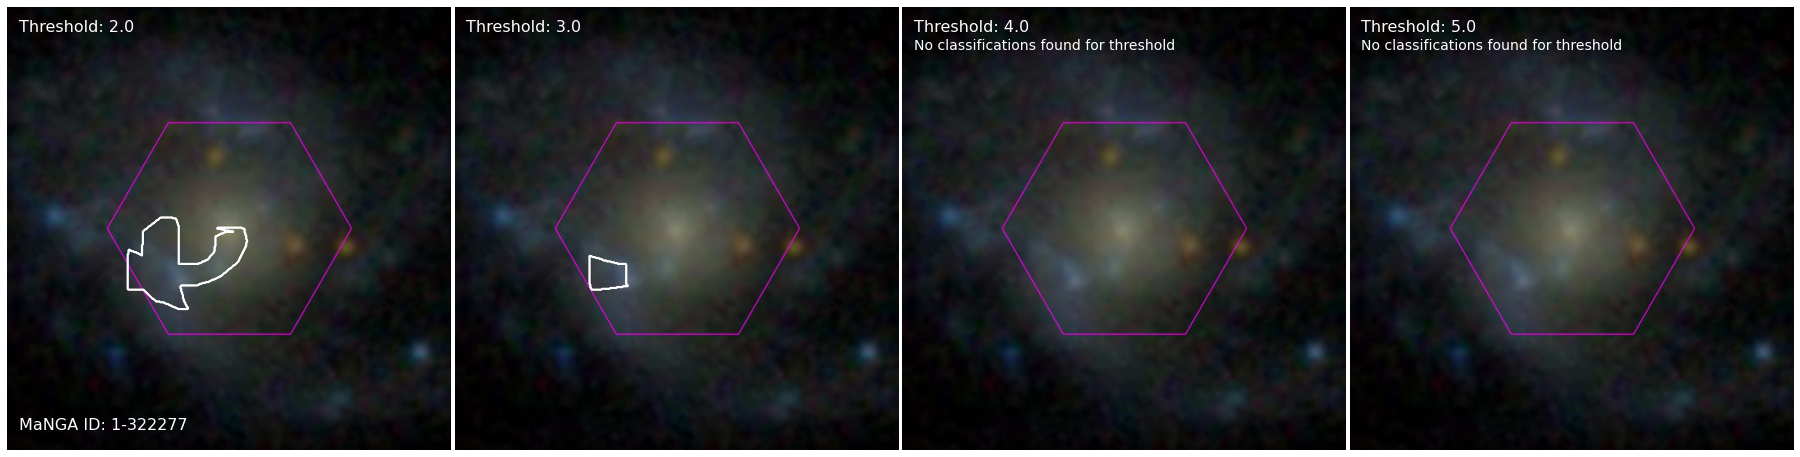 Threshold: 2.0
MaNGA ID: 1-322277
Threshold: 3.0
Threshold: 4.0
No classifications found for threshold
Threshold: 5.0
No classifications found for threshold